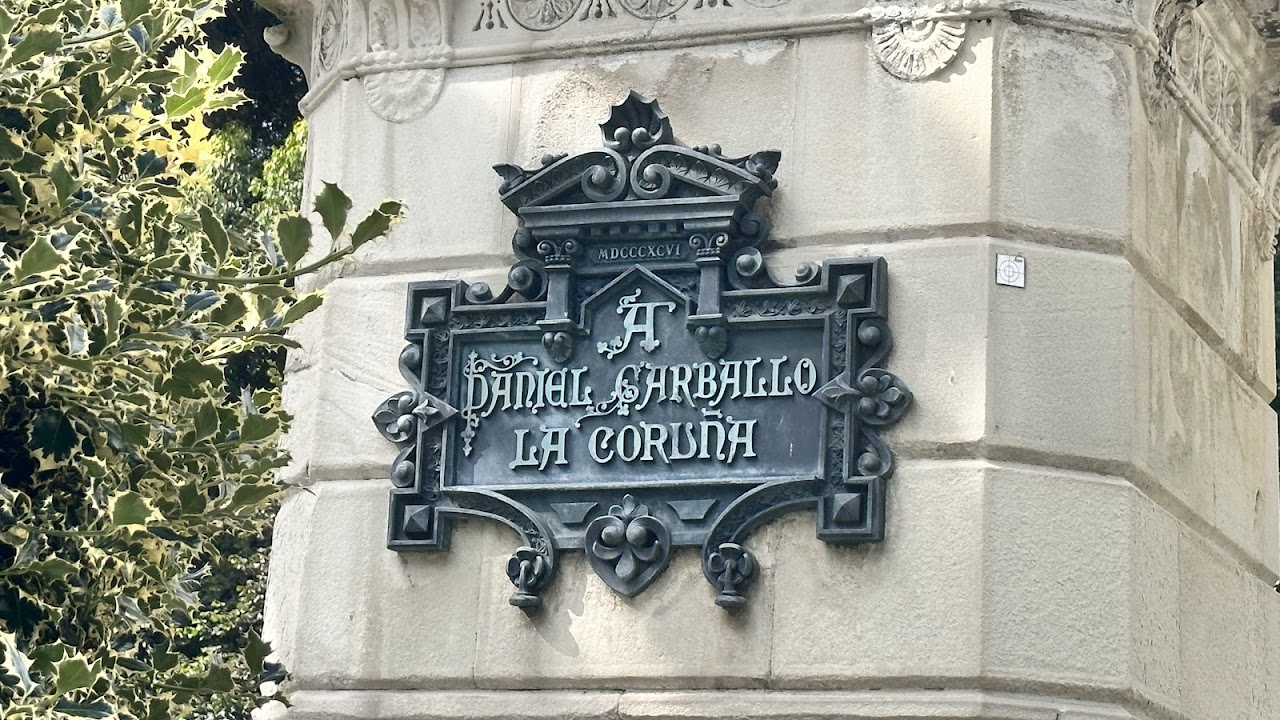 MDCCCXCVI
A
DANIEL CARBALLO
LA CORUÑA